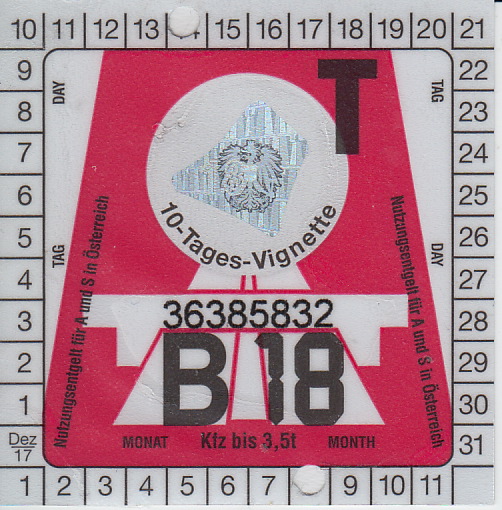 10 11 12 13 15 16 17 18 19 20 21
9 22
DAY T TAG
8 23
7 24
6 25
10-Tages-Vignette
5 26
TAG DAY
4 27
Nutzungsentgelt für A und S in Österreich
Nutzungsentgelt für A und S in Österreich
36385832
3 28
2 29
B 18
1 30
Dez
17
MONAT Kfz bis 3,5t MONTH
31
1 2 3 4 5 6 7 9 10 11